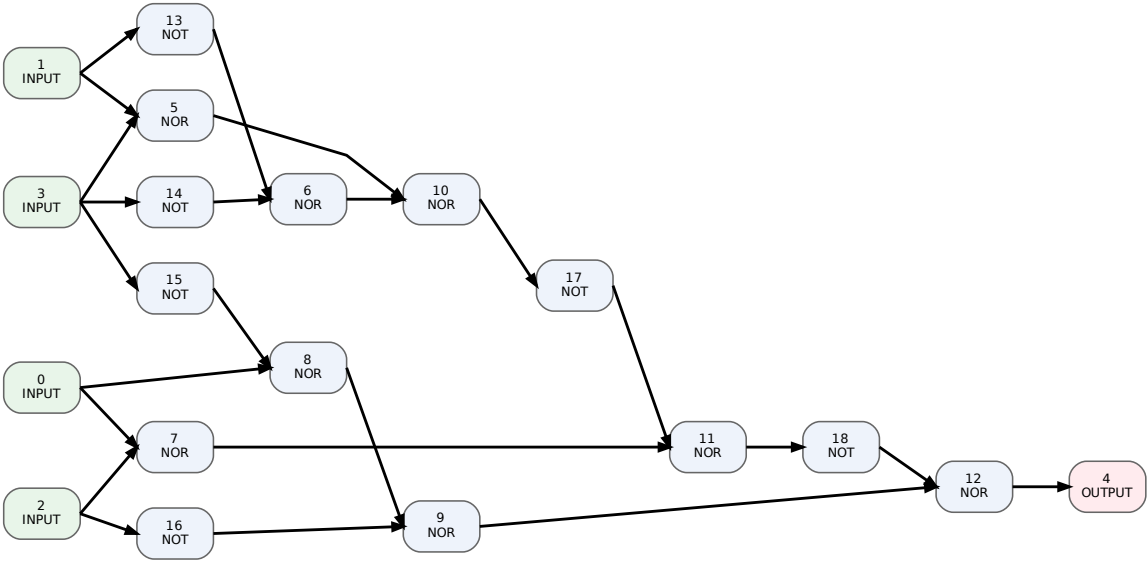 13
NOT
1
INPUT
5
NOR
3
INPUT
14
NOT
6
NOR
10
NOR
15
NOT
17
NOT
8
NOR
0
INPUT
7
NOR
11
NOR
18
NOT
12
NOR
4
OUTPUT
2
INPUT
16
NOT
9
NOR